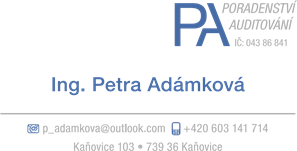 PA PORADENSTVÍ
AUDITOVÁNÍ
IČ: 043 86 841
Ing. Petra Adámková
p_adamkova@outlook.com +420 603 141 714
Kaňovice 103 • 739 36 Kaňovice